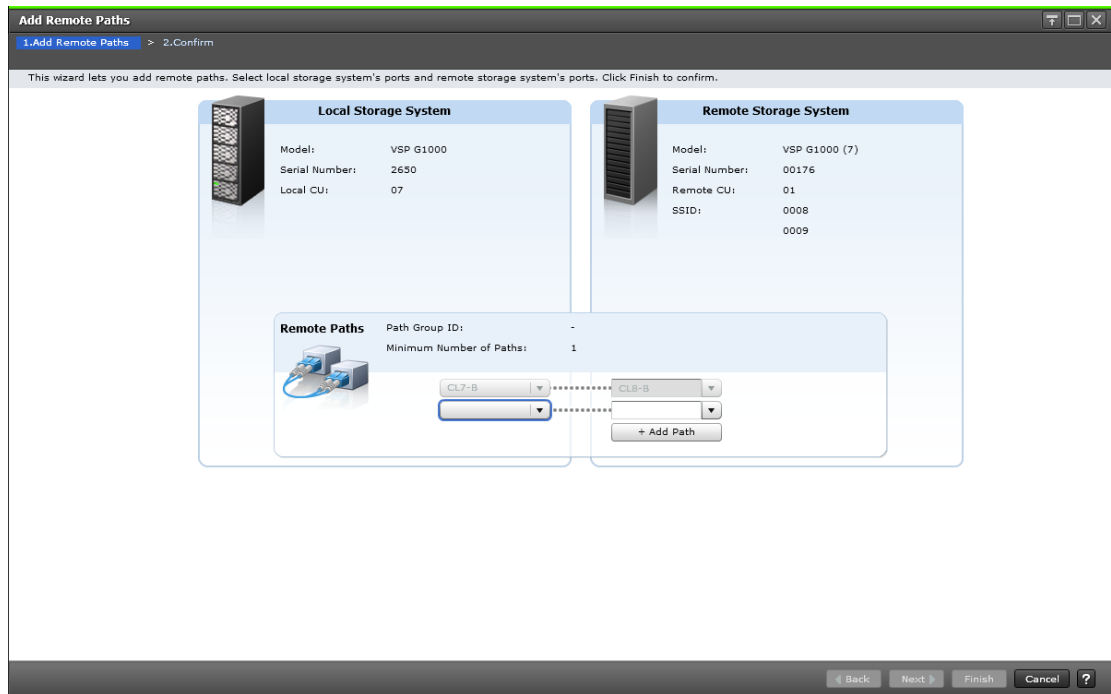 Add Remote Paths
1.Add Remote Paths > 2.Confirm
This wizard lets you add remote paths. Select local storage system's ports and remote storage system's ports. Click Finish to confirm.
Local Storage System
Model: VSP G1000
Serial Number: 2650
Local CU: 07
Remote Storage System
Model: VSP G1000 (7)
Serial Number: 00176
Remote CU: 01
SSID: 0008
0009
Remote Paths
Path Group ID: -
Minimum Number of Paths: 1
CL7-B CL8-B
+ Add Path
Back Next Finish Cancel ?